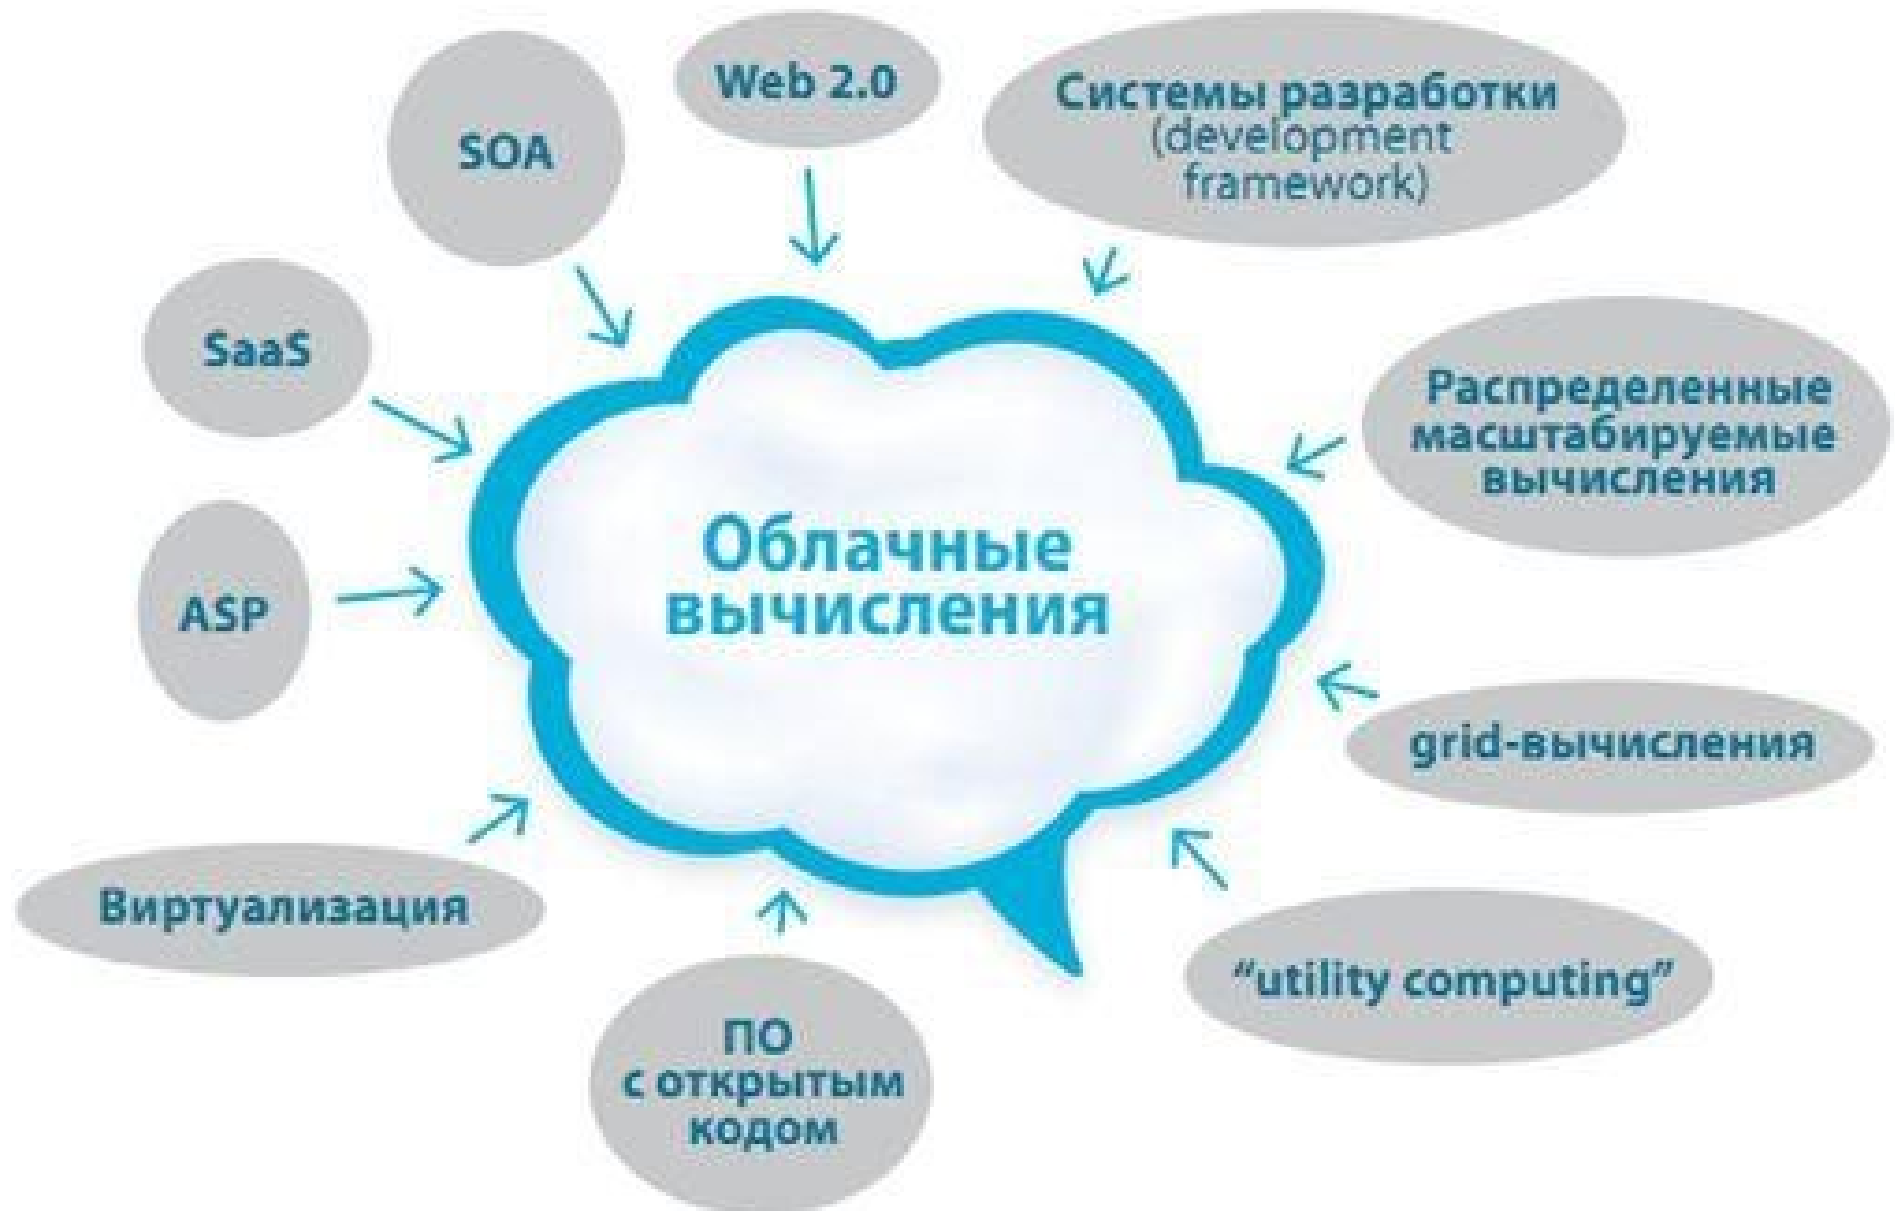 Web 2.0
SOA
Системы разработки
(development
framework)
SaaS
Распределенные
масштабируемые
вычисления
Облачные
вычисления
ASP
grid-вычисления
Виртуализация
“utility computing”
ПО
с открытым
кодом